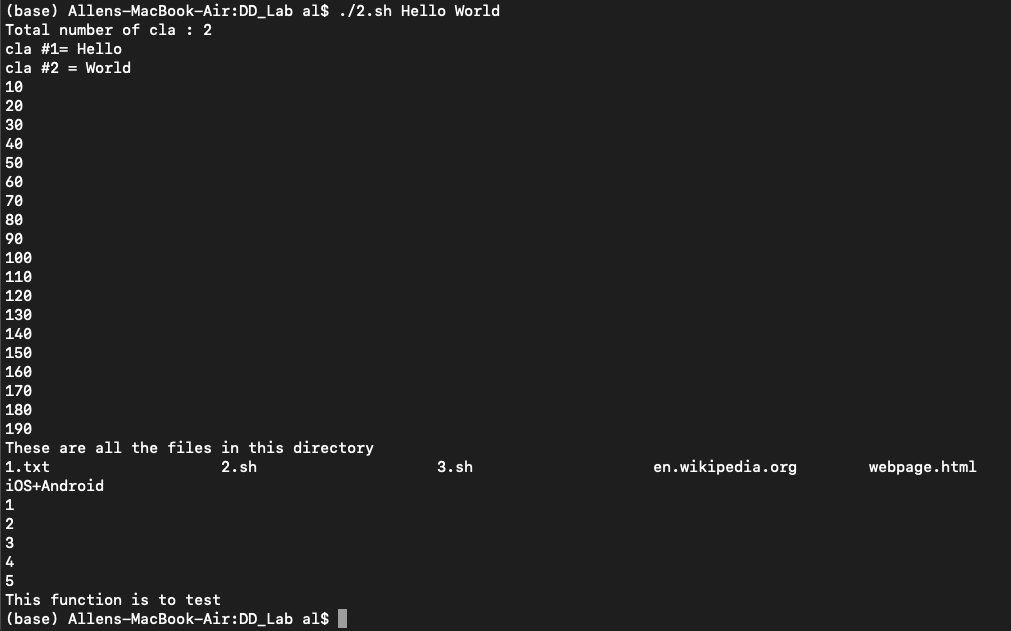 (base) Allens-MacBook-Air:DD_Lab al$ ./2.sh Hello World
Total number of cla : 2
cla #1= Hello
cla #2 = World
10
20
30
40
50
60
70
80
90
100
110
120
130
140
150
160
170
180
190
These are all the files in this directory
1.txt 2.sh 3.sh en.wikipedia.org webpage.html
iOS+Android
1
2
3
4
5
This function is to test
(base) Allens-MacBook-Air:DD_Lab al$